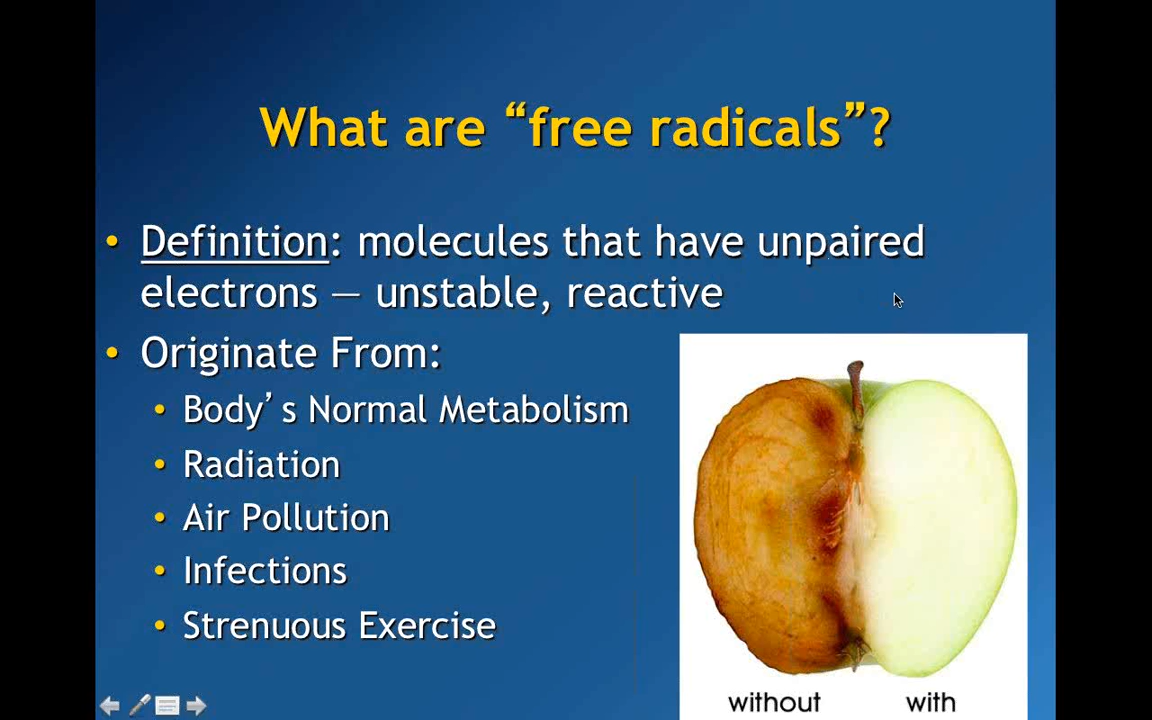 What are “free radicals”?
• Definition: molecules that have unpaired
electrons — unstable, reactive
• Originate From:
• Body’s Normal Metabolism
• Radiation
• Air Pollution
• Infections
• Strenuous Exercise
without with